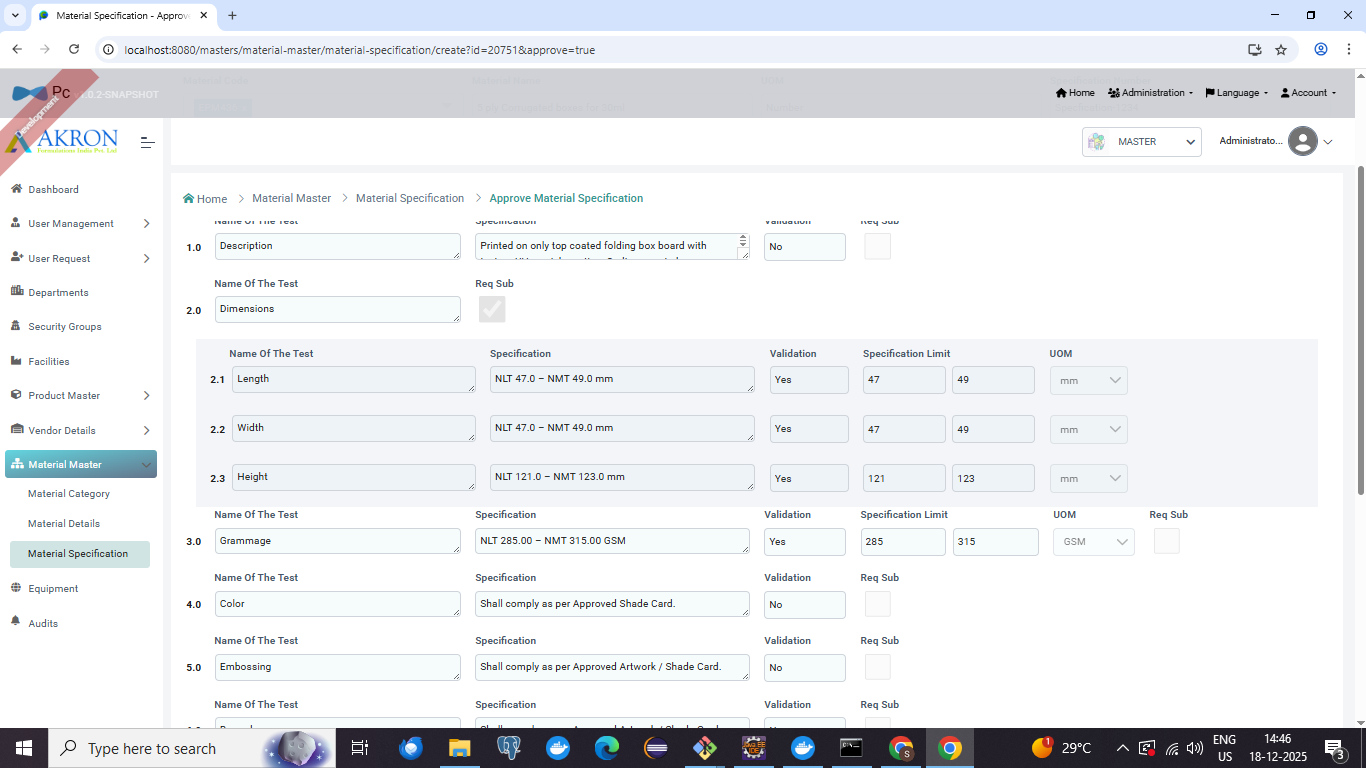 Material Specification - Approv
localhost:8080/masters/material-master/material-specification/create?id=20751&approve=true
Pc
v1.0.2-SNAPSHOT
Development
Home
Administration
Language
Account
AKRON
Formulations India Pvt Ltd
MASTER
Administrato...
Dashboard
User Management
User Request
Departments
Security Groups
Facilities
Product Master
Vendor Details
Material Master
Material Category
Material Details
Material Specification
Equipment
Audits
Home > Material Master > Material Specification > Approve Material Specification
Name Of The Test Specification Validation Req Sub
1.0 Description Printed on only top coated folding box board with No
Name Of The Test Req Sub
2.0 Dimensions
Name Of The Test Specification Validation Specification Limit UOM
2.1 Length NLT 47.0 – NMT 49.0 mm Yes 47 49 mm
2.2 Width NLT 47.0 – NMT 49.0 mm Yes 47 49 mm
2.3 Height NLT 121.0 – NMT 123.0 mm Yes 121 123 mm
Name Of The Test Specification Validation Specification Limit UOM Req Sub
3.0 Grammage NLT 285.00 – NMT 315.00 GSM Yes 285 315 GSM
Name Of The Test Specification Validation Req Sub
4.0 Color Shall comply as per Approved Shade Card. No
Name Of The Test Specification Validation Req Sub
5.0 Embossing Shall comply as per Approved Artwork / Shade Card. No
Name Of The Test Specification Validation Req Sub
Type here to search
29°C
ENG
US
14:46
18-12-2025
3